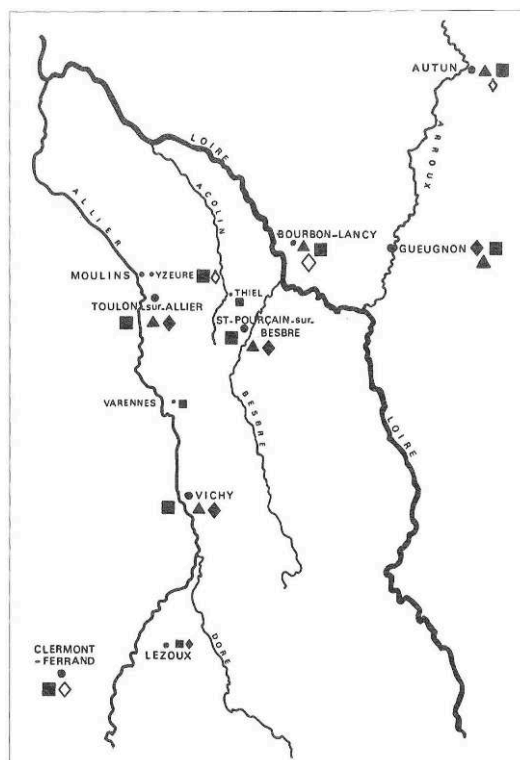 AUTUN
ARROUX
LOIRE
ACOLIN
ALLIER
BOURBON-LANCY
GUEUGNON
MOULINS
YZEURE
THIEL
TOULON-sur-ALLIER
ST-POURÇAIN-sur-
BESBRE
VARENNES
BESBRE
LOIRE
VICHY
CLERMONT
-FERRAND
LEZOUX
DORE